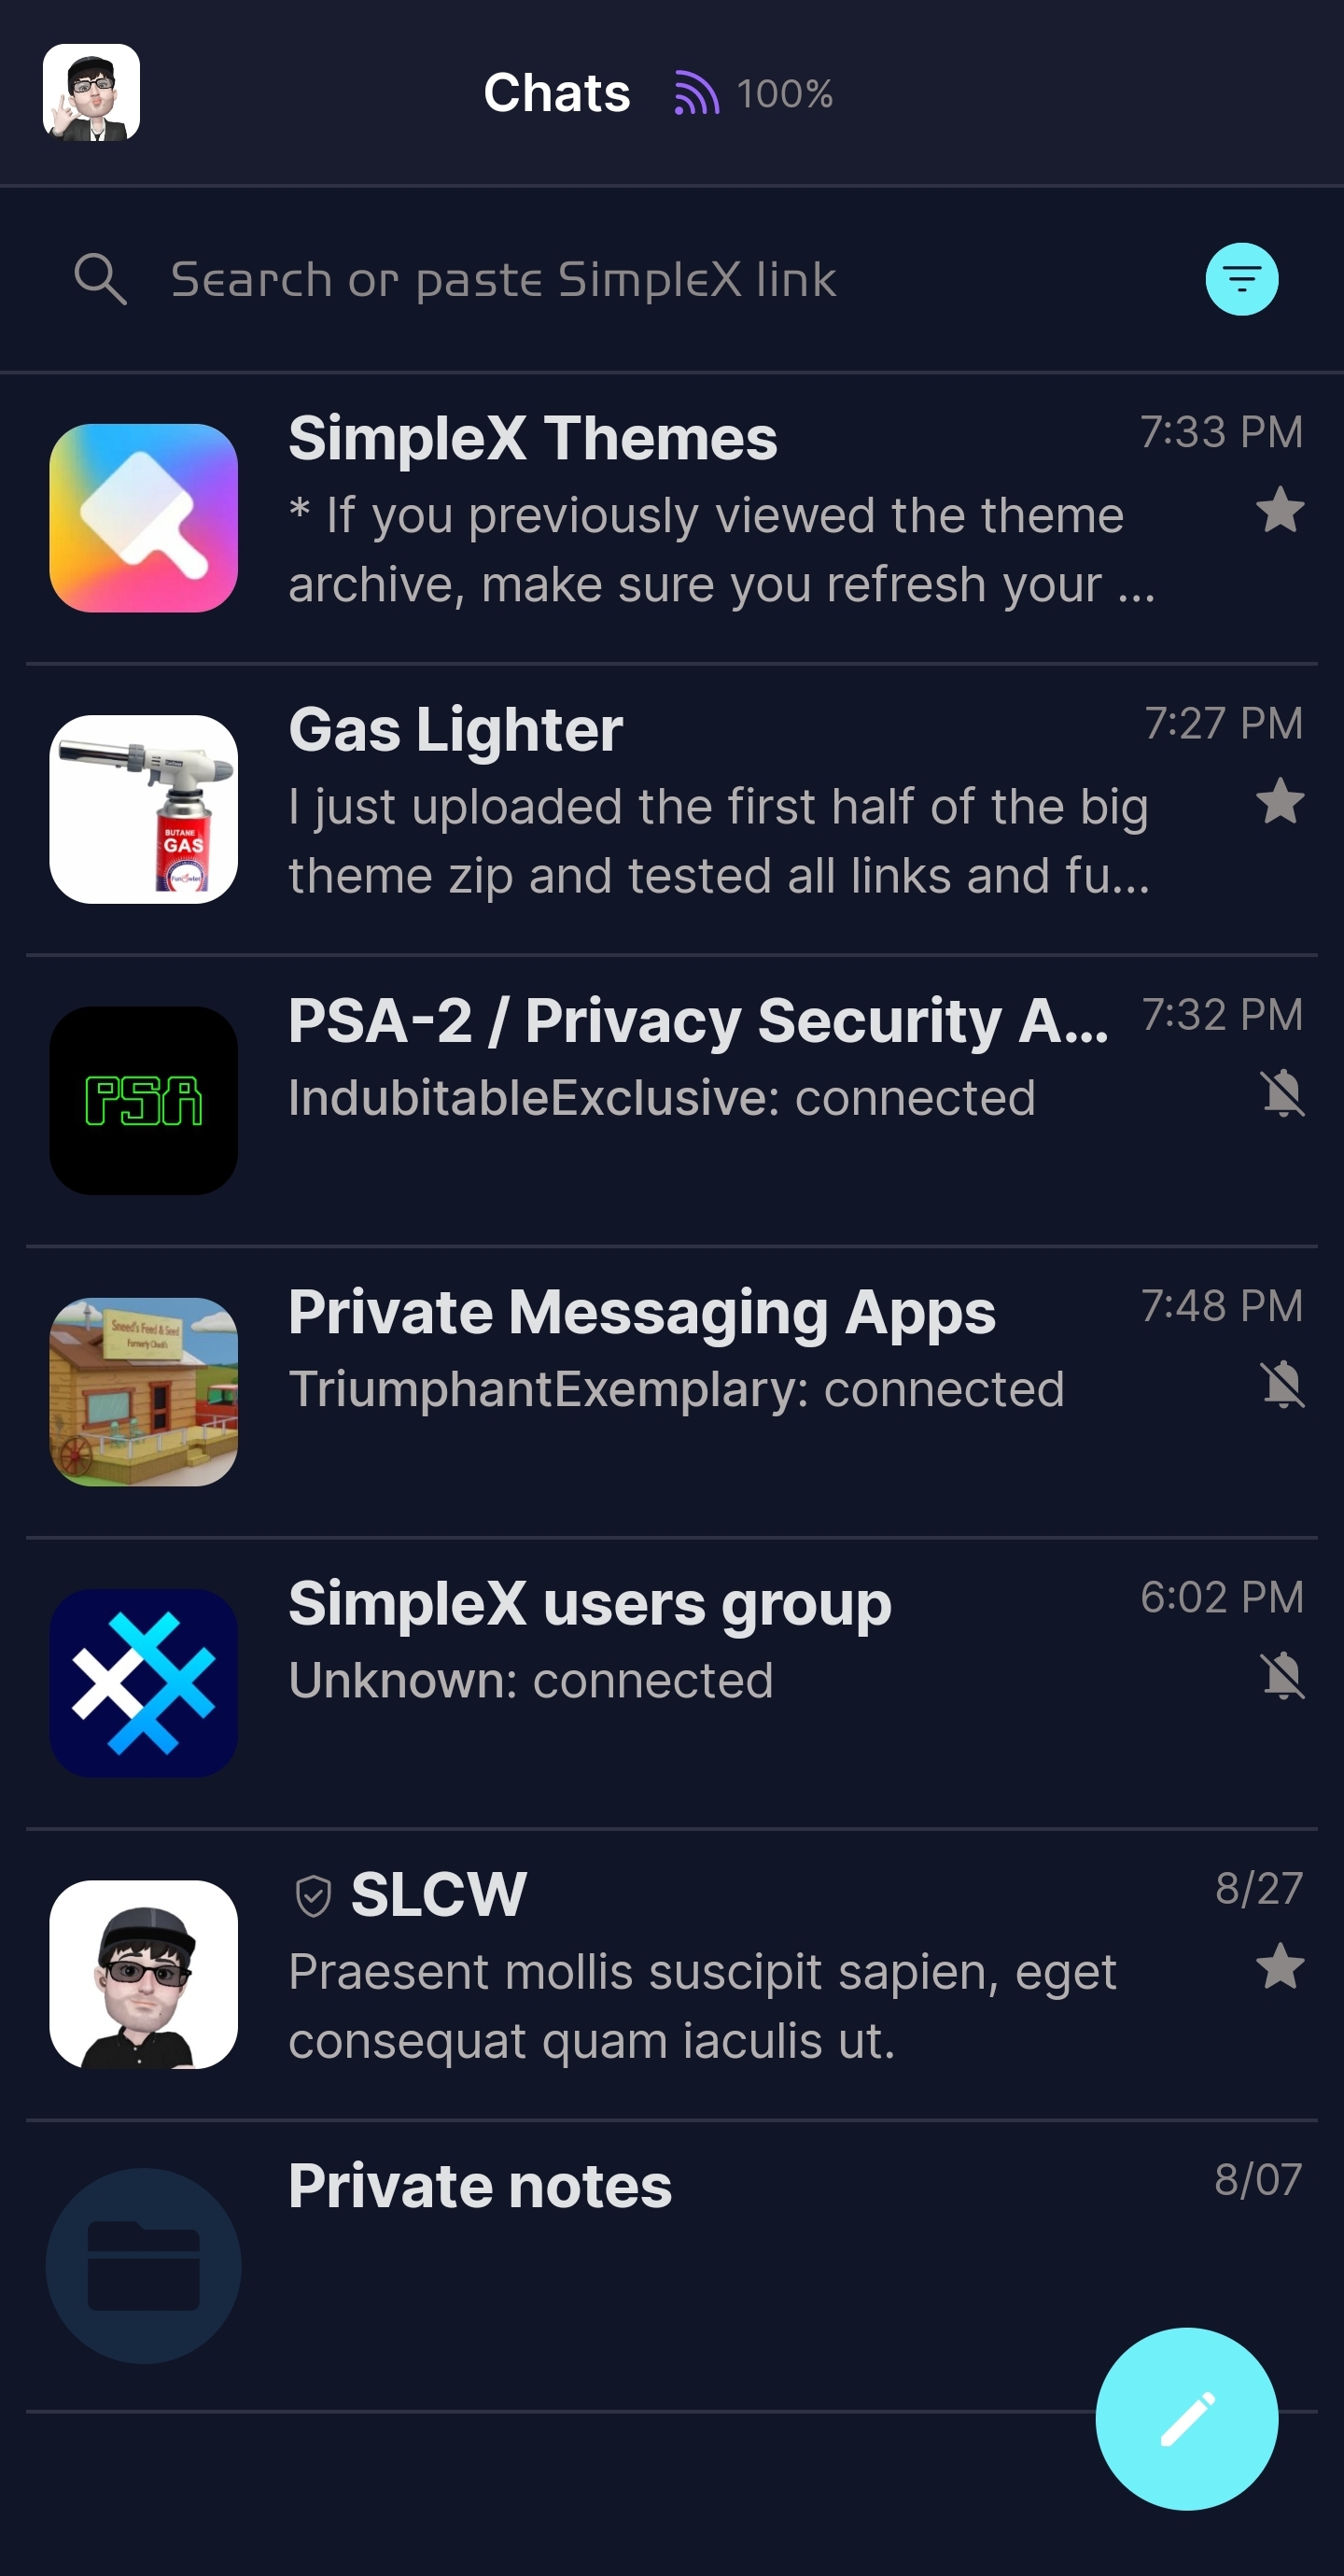 Chats 100%
Search or paste SimpleX link
SimpleX Themes 7:33 PM
* If you previously viewed the theme
archive, make sure you refresh your ...
Gas Lighter 7:27 PM
I just uploaded the first half of the big
theme zip and tested all links and fu...
BUTANE
GAS
PSA-2 / Privacy Security A... 7:32 PM
IndubitableExclusive: connected
PSA
Private Messaging Apps 7:48 PM
Sneed's Feed & Seed
Formerly Chuck's
TriumphantExemplary: connected
SimpleX users group 6:02 PM
Unknown: connected
SLCW 8/27
Praesent mollis suscipit sapien, eget
consequat quam iaculis ut.
Private notes 8/07